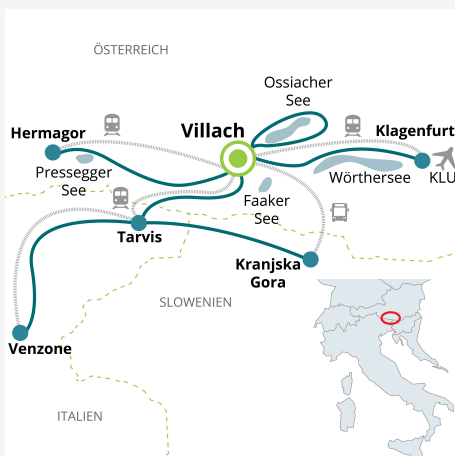 ÖSTERREICH
Ossiacher
See
Hermagor
Villach
Klagenfurt
Pressegger
See
Wörthersee
KLU
Faaker
See
Tarvis
Kranjska
Gora
SLOWENIEN
Venzone
ITALIEN